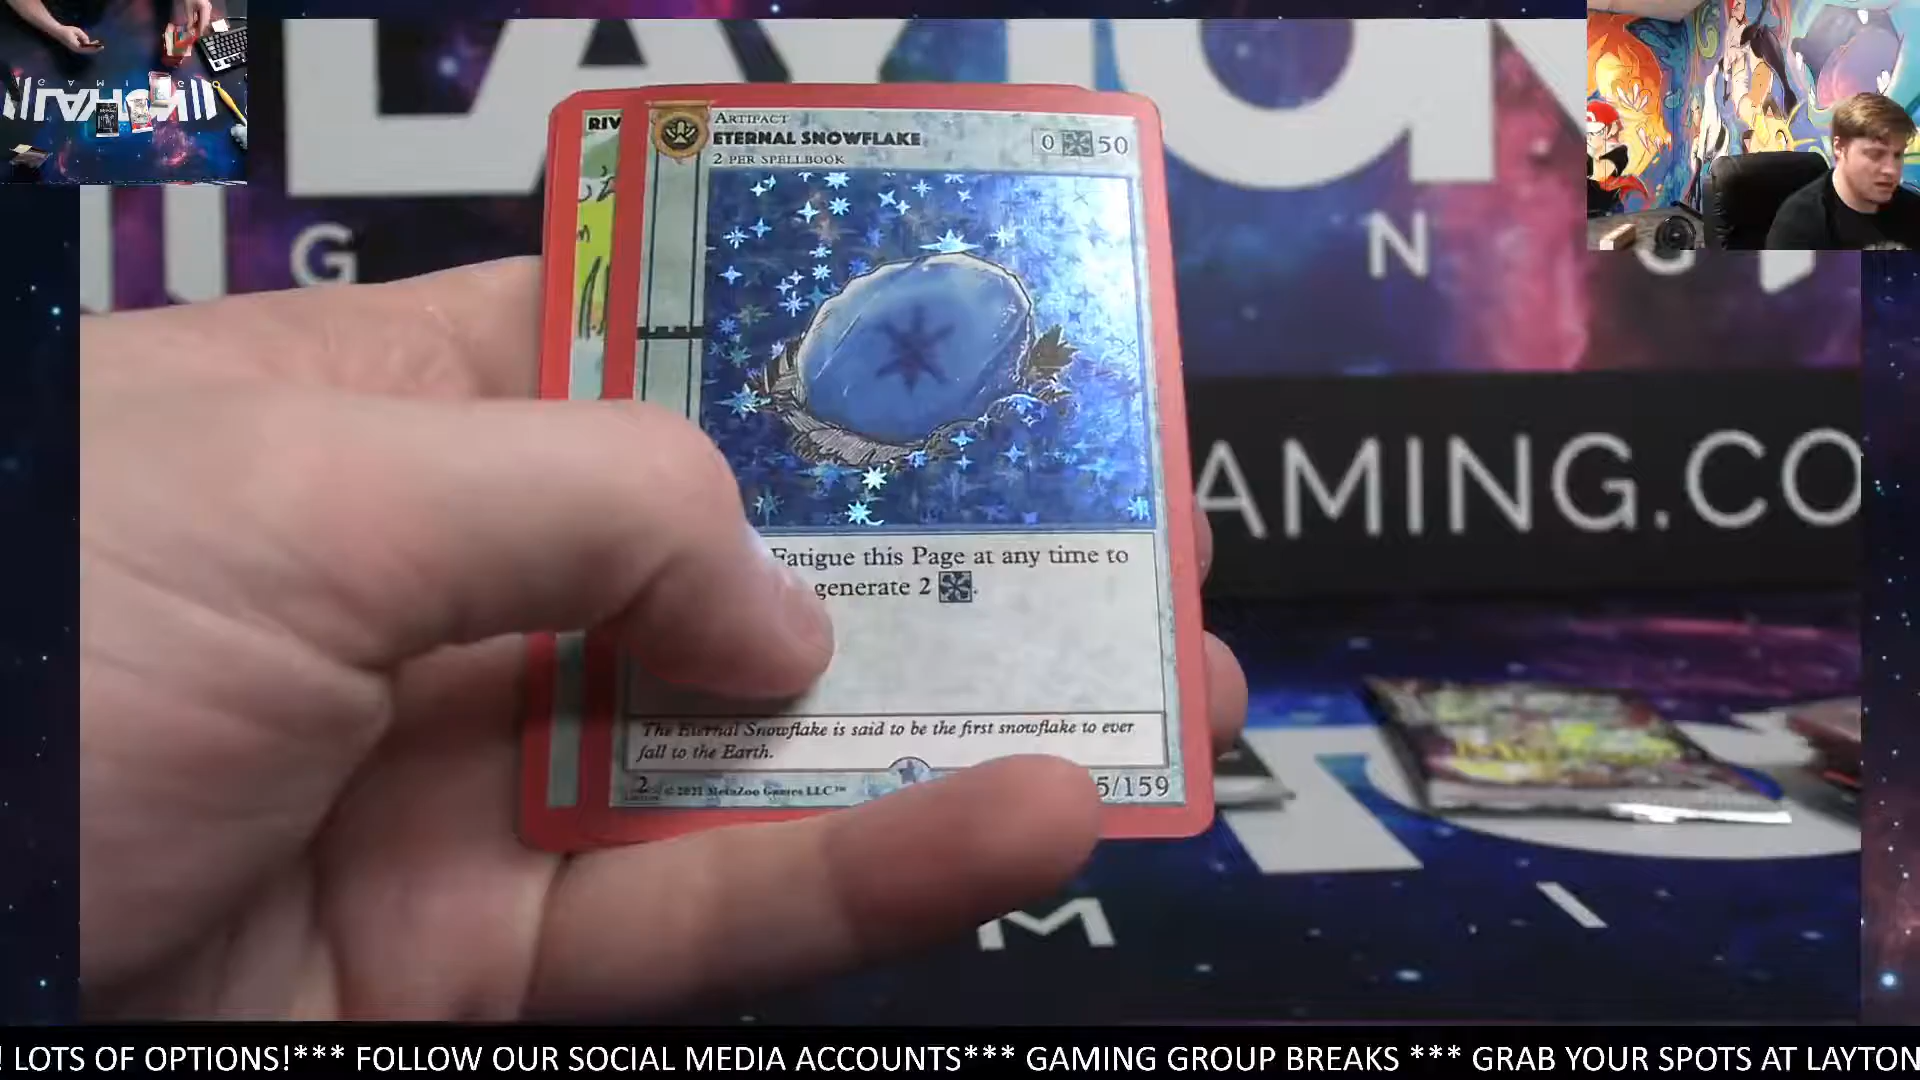 RIV
ARTIFACT
ETERNAL SNOWFLAKE
2 PER SPELLBOOK
0 50
Fatigue this Page at any time to
generate 2 .
The Eternal Snowflake is said to be the first snowflake to ever
fall to the Earth.
2 © 2021 MetaZoo Games LLC™ 5/159
G N G
AMING.CO
M
! LOTS OF OPTIONS!*** FOLLOW OUR SOCIAL MEDIA ACCOUNTS*** GAMING GROUP BREAKS *** GRAB YOUR SPOTS AT LAYTON